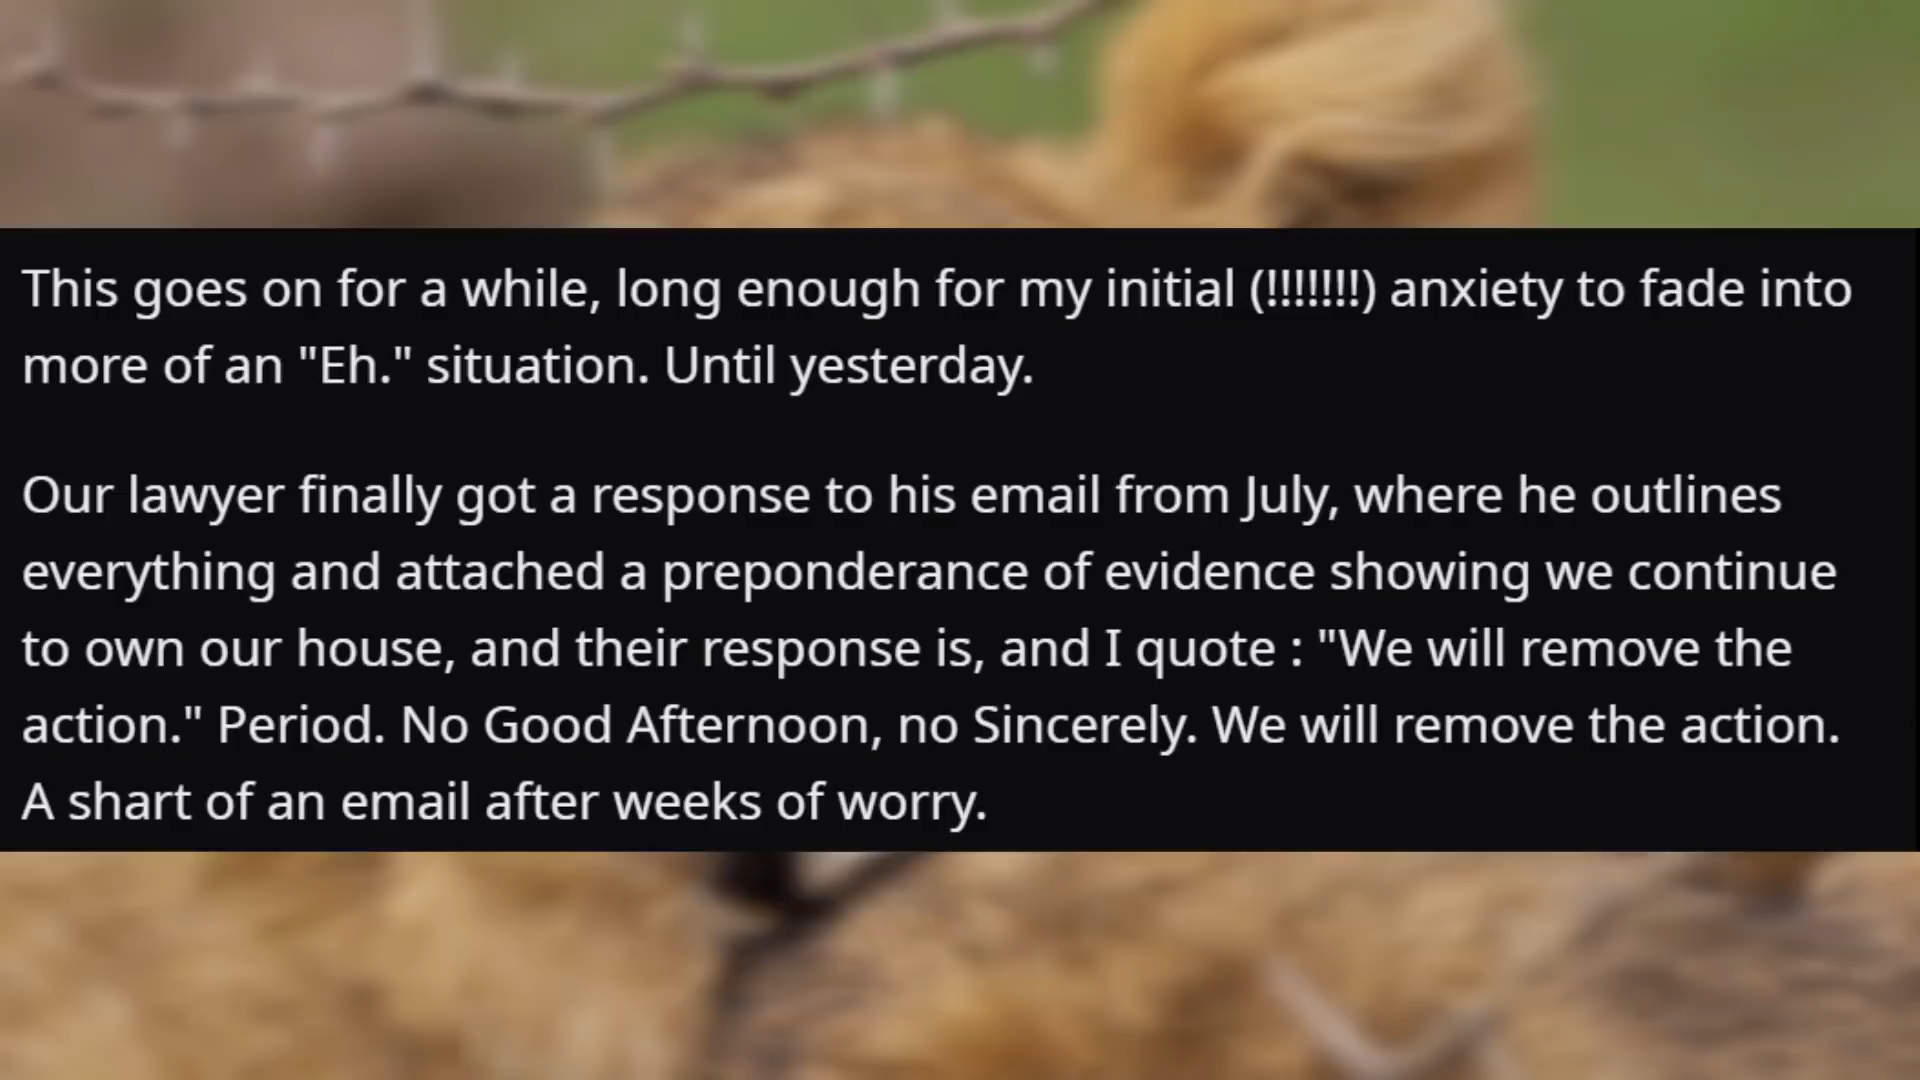 This goes on for a while, long enough for my initial (!!!!!!!) anxiety to fade into
more of an "Eh." situation. Until yesterday.
Our lawyer finally got a response to his email from July, where he outlines
everything and attached a preponderance of evidence showing we continue
to own our house, and their response is, and I quote : "We will remove the
action." Period. No Good Afternoon, no Sincerely. We will remove the action.
A shart of an email after weeks of worry.